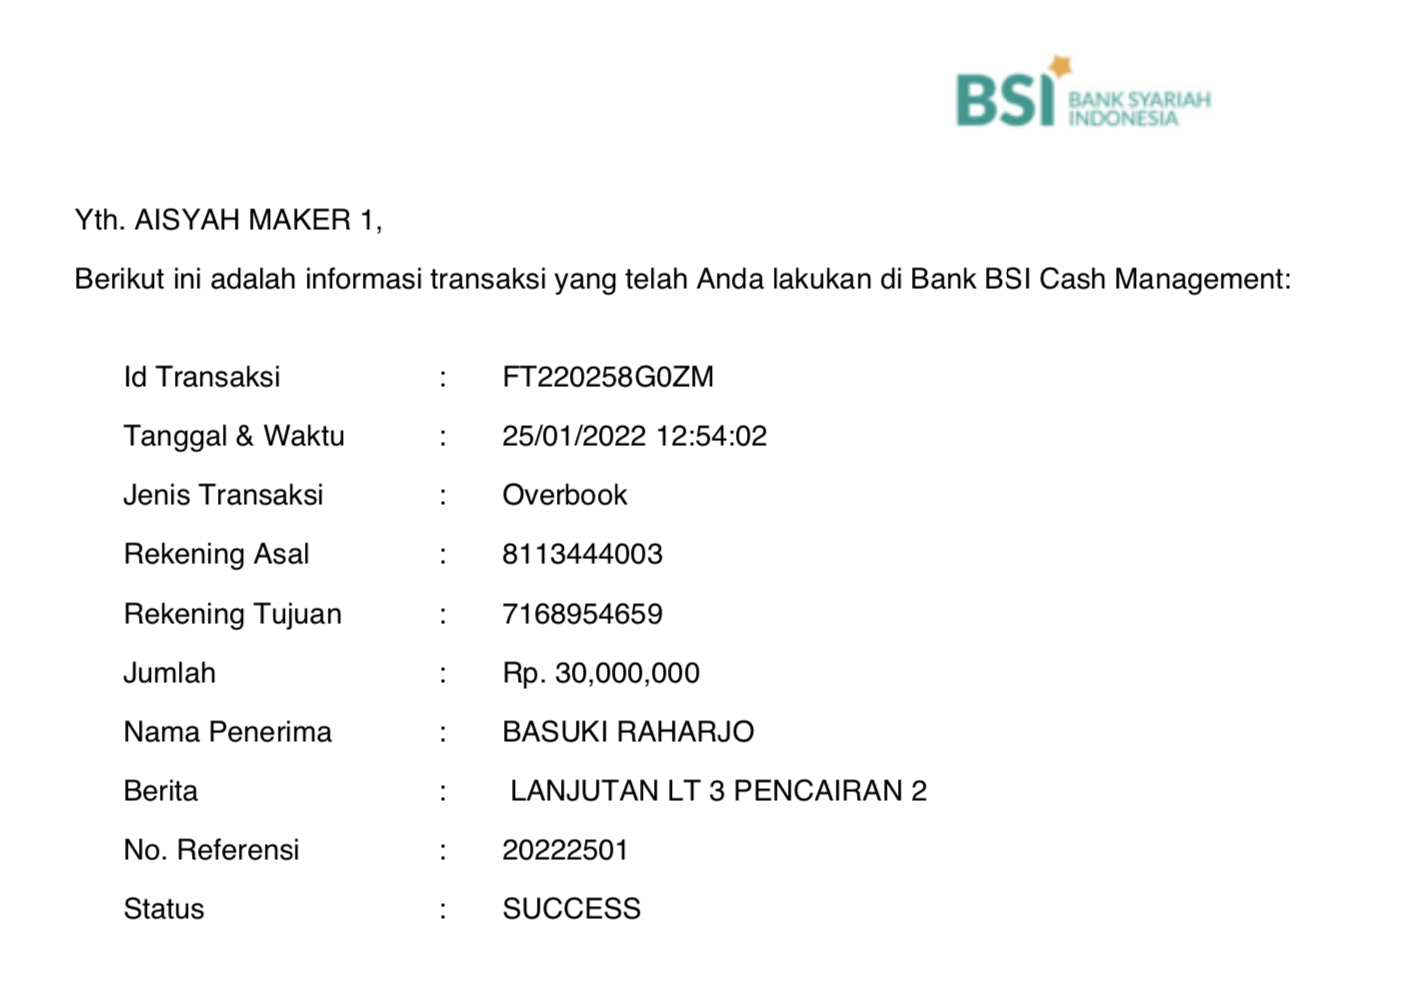 BSI BANK SYARIAH
INDONESIA
Yth. AISYAH MAKER 1,
Berikut ini adalah informasi transaksi yang telah Anda lakukan di Bank BSI Cash Management:
Id Transaksi : FT220258G0ZM
Tanggal & Waktu : 25/01/2022 12:54:02
Jenis Transaksi : Overbook
Rekening Asal : 8113444003
Rekening Tujuan : 7168954659
Jumlah : Rp. 30,000,000
Nama Penerima : BASUKI RAHARJO
Berita : LANJUTAN LT 3 PENCAIRAN 2
No. Referensi : 20222501
Status : SUCCESS